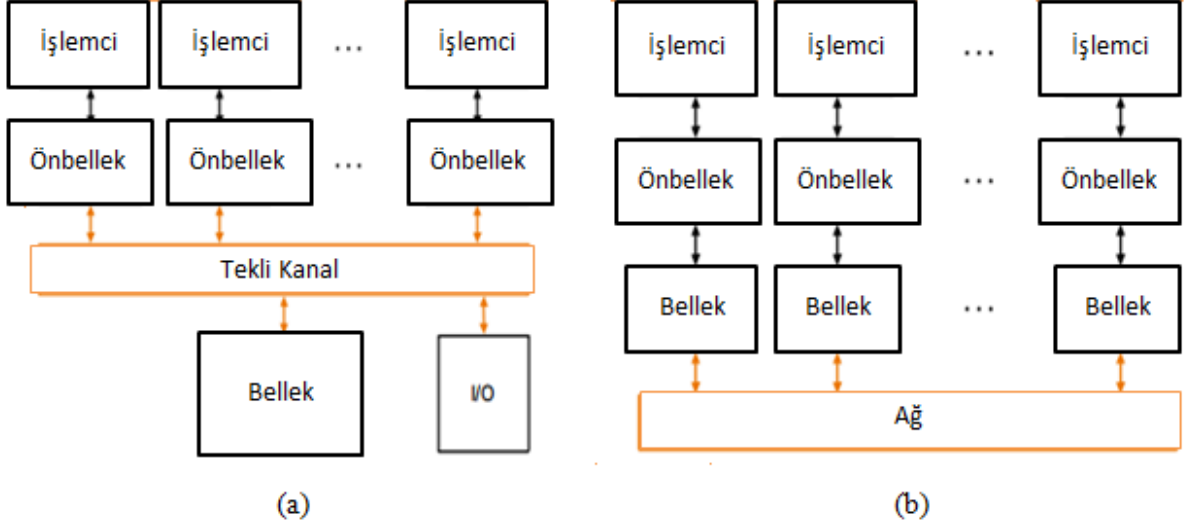 İşlemci İşlemci ... İşlemci
Önbellek Önbellek ... Önbellek
Tekli Kanal
Bellek I/O
(a)
İşlemci İşlemci ... İşlemci
Önbellek Önbellek ... Önbellek
Bellek Bellek ... Bellek
Ağ
(b)